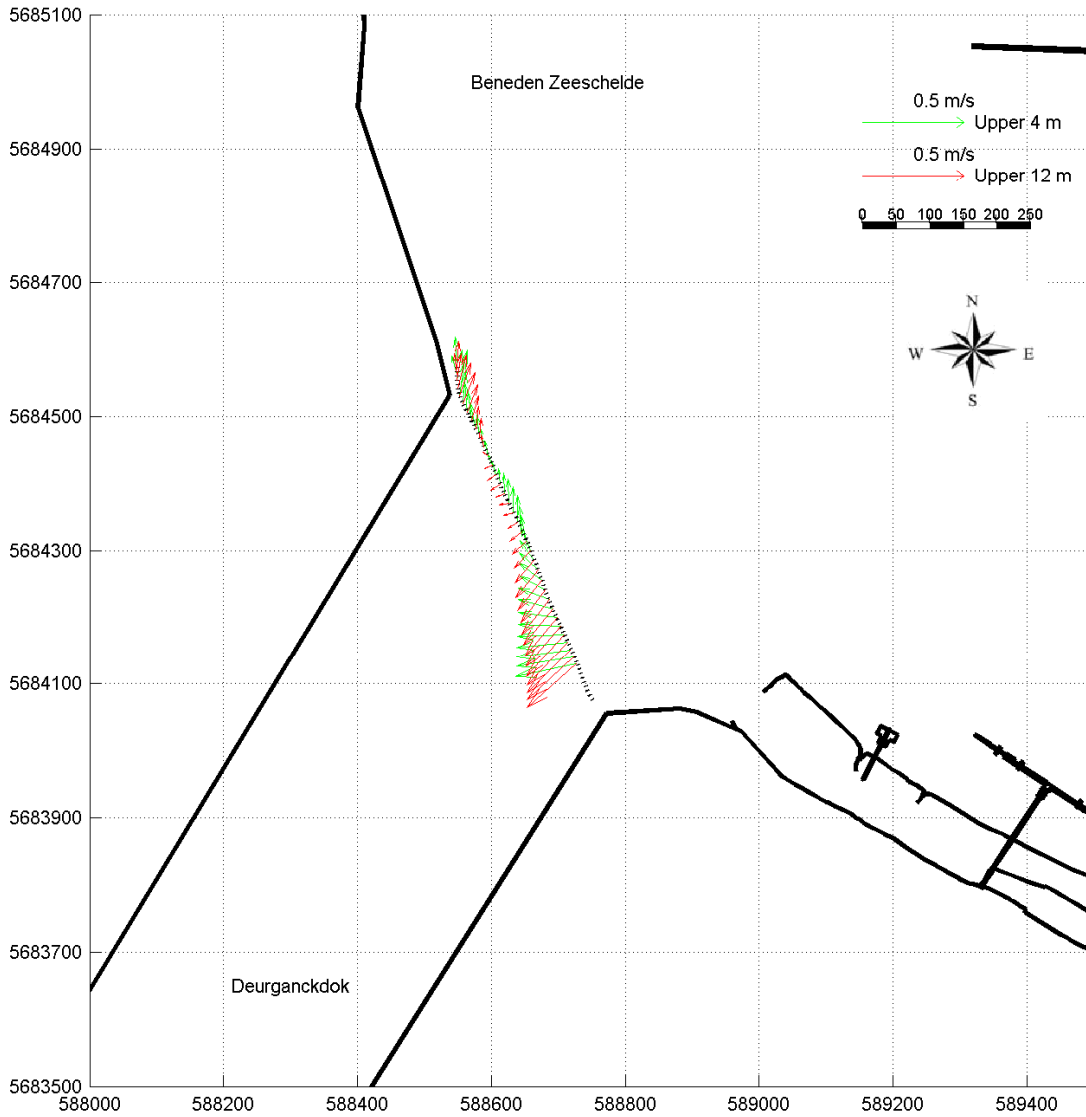 5685100
Beneden Zeeschelde
0.5 m/s
Upper 4 m
5684900
0.5 m/s
Upper 12 m
0 50 100 150 200 250
5684700
N
W E
S
5684500
5684300
5684100
5683900
5683700
Deurganckdok
5683500
588000 588200 588400 588600 588800 589000 589200 589400